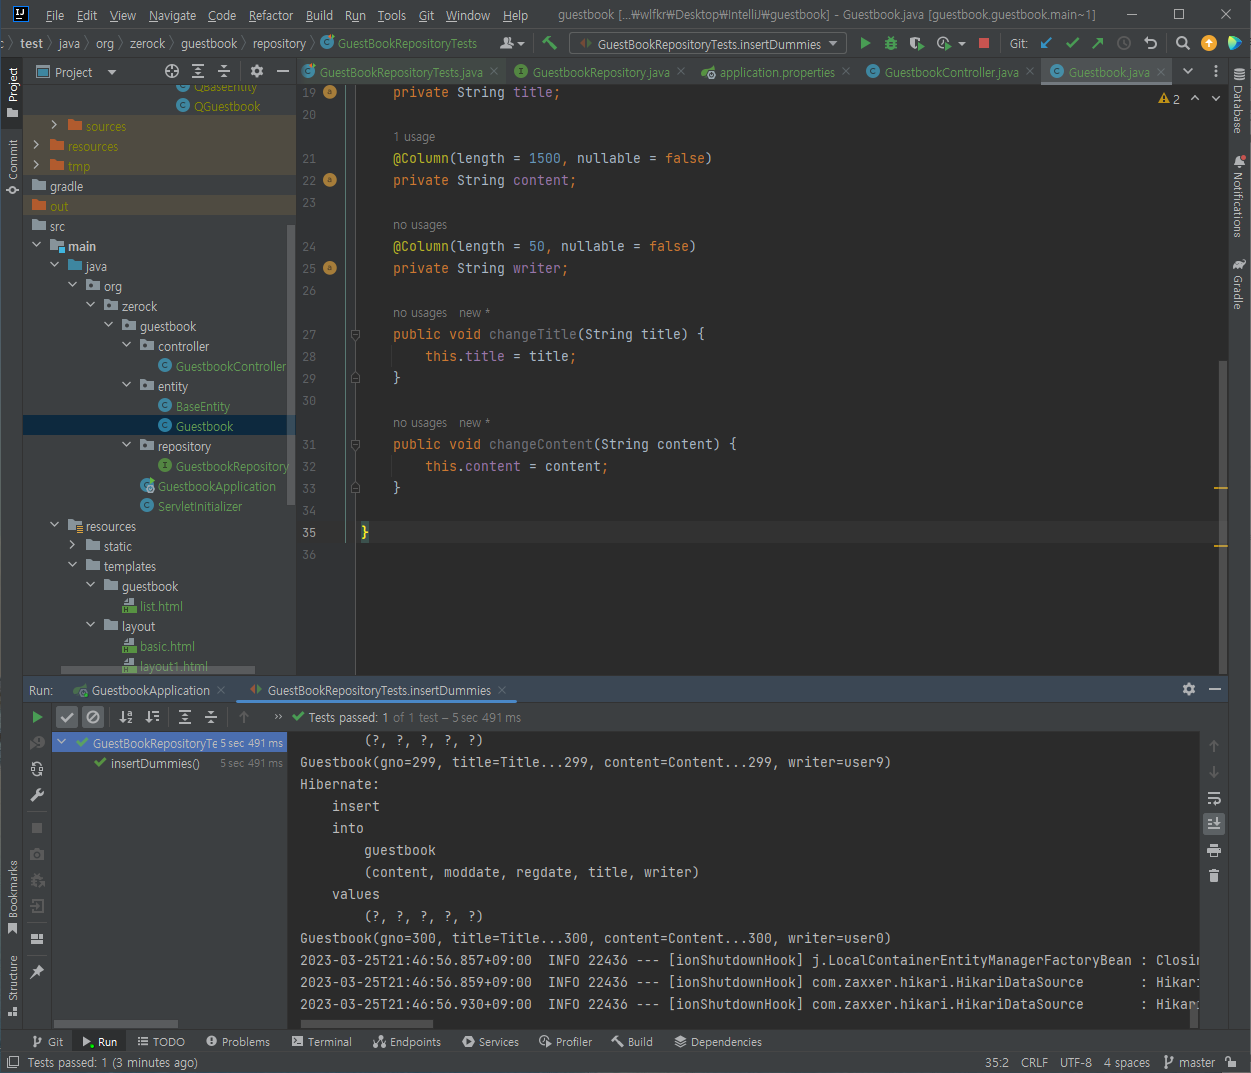 File Edit View Navigate Code Refactor Build Run Tools Git Window Help guestbook [...₩wlfkr₩Desktop₩IntelliJ₩guestbook] - Guestbook.java [guestbook.guestbook.main~1]
test java org zerock guestbook repository GuestBookRepositoryTests GuestBookRepositoryTests.insertDummies Git:
Project GuestBookRepositoryTests.java GuestbookRepository.java application.properties GuestbookController.java Guestbook.java
Project
Commit
QBaseEntity
QGuestbook
sources
resources
tmp
gradle
out
src
main
java
org
zerock
guestbook
controller
GuestbookController
entity
BaseEntity
Guestbook
repository
GuestbookRepository
GuestbookApplication
ServletInitializer
resources
static
templates
guestbook
list.html
layout
basic.html
layout1.html
2
19 private String title;
20
1 usage
21 @Column(length = 1500, nullable = false)
22 private String content;
23
no usages
24 @Column(length = 50, nullable = false)
25 private String writer;
26
no usages new *
27 public void changeTitle(String title) {
28 this.title = title;
29 }
30
no usages new *
31 public void changeContent(String content) {
32 this.content = content;
33 }
34
35 }
36
Database
Notifications
Gradle
Run: GuestbookApplication GuestBookRepositoryTests.insertDummies
Tests passed: 1 of 1 test – 5 sec 491 ms
GuestBookRepositoryTe 5 sec 491 ms
insertDummies() 5 sec 491 ms
(?, ?, ?, ?, ?)
Guestbook(gno=299, title=Title...299, content=Content...299, writer=user9)
Hibernate:
insert
into
guestbook
(content, moddate, regdate, title, writer)
values
(?, ?, ?, ?, ?)
Guestbook(gno=300, title=Title...300, content=Content...300, writer=user0)
2023-03-25T21:46:56.857+09:00 INFO 22436 --- [ionShutdownHook] j.LocalContainerEntityManagerFactoryBean : Closin
2023-03-25T21:46:56.859+09:00 INFO 22436 --- [ionShutdownHook] com.zaxxer.hikari.HikariDataSource : Hikari
2023-03-25T21:46:56.930+09:00 INFO 22436 --- [ionShutdownHook] com.zaxxer.hikari.HikariDataSource : Hikari
Bookmarks
Structure
Git Run TODO Problems Terminal Endpoints Services Profiler Build Dependencies
Tests passed: 1 (3 minutes ago) 35:2 CRLF UTF-8 4 spaces master